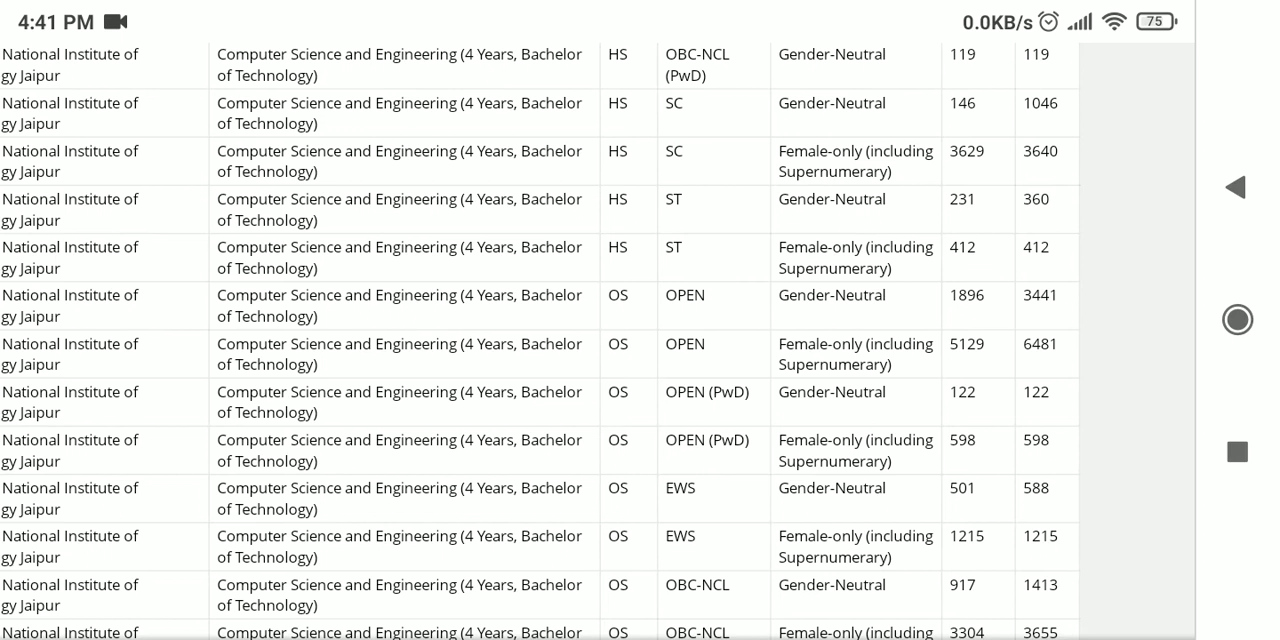 4:41 PM 0.0KB/s 75
National Institute of Computer Science and Engineering (4 Years, Bachelor HS OBC-NCL Gender-Neutral 119 119
gy Jaipur of Technology) (PwD)
National Institute of Computer Science and Engineering (4 Years, Bachelor HS SC Gender-Neutral 146 1046
gy Jaipur of Technology)
National Institute of Computer Science and Engineering (4 Years, Bachelor HS SC Female-only (including 3629 3640
gy Jaipur of Technology) Supernumerary)
National Institute of Computer Science and Engineering (4 Years, Bachelor HS ST Gender-Neutral 231 360
gy Jaipur of Technology)
National Institute of Computer Science and Engineering (4 Years, Bachelor HS ST Female-only (including 412 412
gy Jaipur of Technology) Supernumerary)
National Institute of Computer Science and Engineering (4 Years, Bachelor OS OPEN Gender-Neutral 1896 3441
gy Jaipur of Technology)
National Institute of Computer Science and Engineering (4 Years, Bachelor OS OPEN Female-only (including 5129 6481
gy Jaipur of Technology) Supernumerary)
National Institute of Computer Science and Engineering (4 Years, Bachelor OS OPEN (PwD) Gender-Neutral 122 122
gy Jaipur of Technology)
National Institute of Computer Science and Engineering (4 Years, Bachelor OS OPEN (PwD) Female-only (including 598 598
gy Jaipur of Technology) Supernumerary)
National Institute of Computer Science and Engineering (4 Years, Bachelor OS EWS Gender-Neutral 501 588
gy Jaipur of Technology)
National Institute of Computer Science and Engineering (4 Years, Bachelor OS EWS Female-only (including 1215 1215
gy Jaipur of Technology) Supernumerary)
National Institute of Computer Science and Engineering (4 Years, Bachelor OS OBC-NCL Gender-Neutral 917 1413
gy Jaipur of Technology)
National Institute of Computer Science and Engineering (4 Years, Bachelor OS OBC-NCL Female-only (including 3304 3655